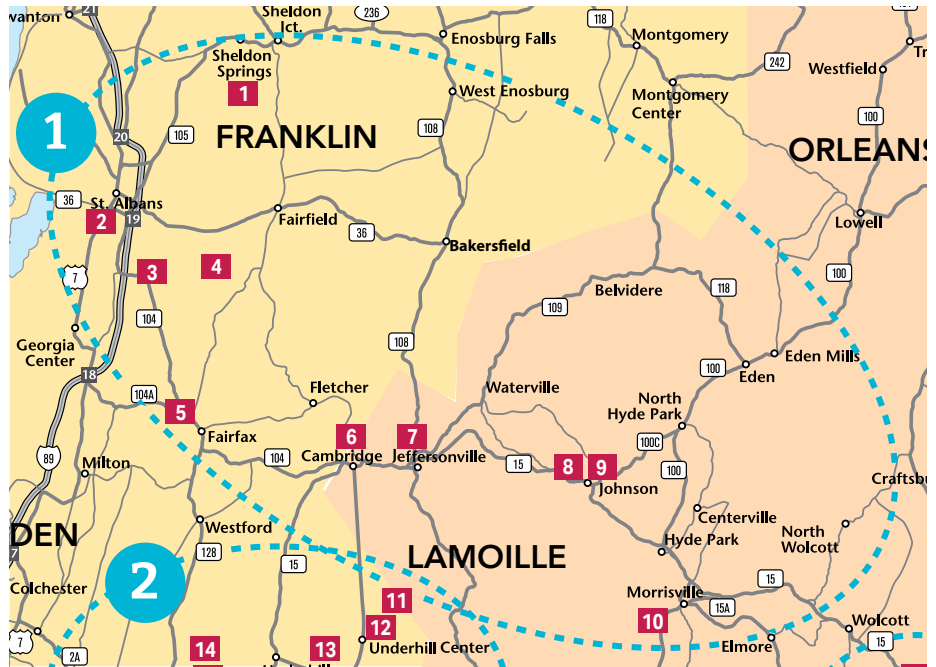 wanton
21
Sheldon
Jct.
236
Enosburg Falls
118
Montgomery
Tr
Sheldon
Springs
242
Westfield
1
West Enosburg
Montgomery
Center
100
1
20
105
FRANKLIN
108
ORLEANS
36
St. Albans
2
19
Fairfield
36
Lowell
Bakersfield
3
4
7
100
Belvidere
118
109
104
Georgia
Center
108
Eden Mills
18
100
Eden
104A
Fletcher
Waterville
North
Hyde Park
5
Fairfax
6
7
100C
89
104
Cambridge
Jeffersonville
15
8
9
100
Milton
Johnson
Craftsbu
Westford
Centerville
North
Wolcott
DEN
128
LAMOILLE
Hyde Park
7
2
15
15
Colchester
11
Morrisville
15A
12
10
Wolcott
7
14
13
Underhill Center
Elmore
15
2A